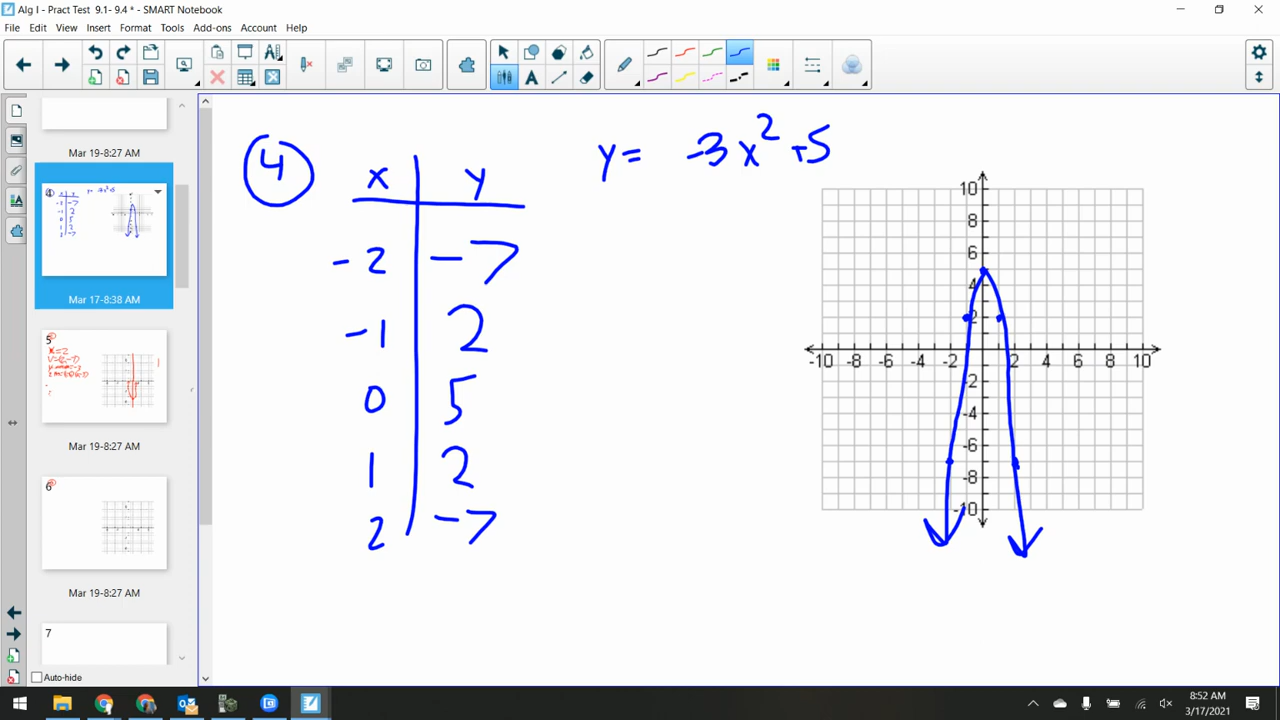 Alg I - Pract Test 9.1- 9.4 * - SMART Notebook
File Edit View Insert Format Tools Add-ons Account Help
Mar 19-8:27 AM
Mar 17-8:38 AM
5
Mar 19-8:27 AM
6
Mar 19-8:27 AM
7
Auto-hide
4
y = -3x² +5
x y
-2 -7
-1 2
0 5
1 2
2 -7
10
8
6
4
2
-10 -8 -6 -4 -2 2 4 6 8 10
-2
-4
-6
-8
-10
8:52 AM
3/17/2021